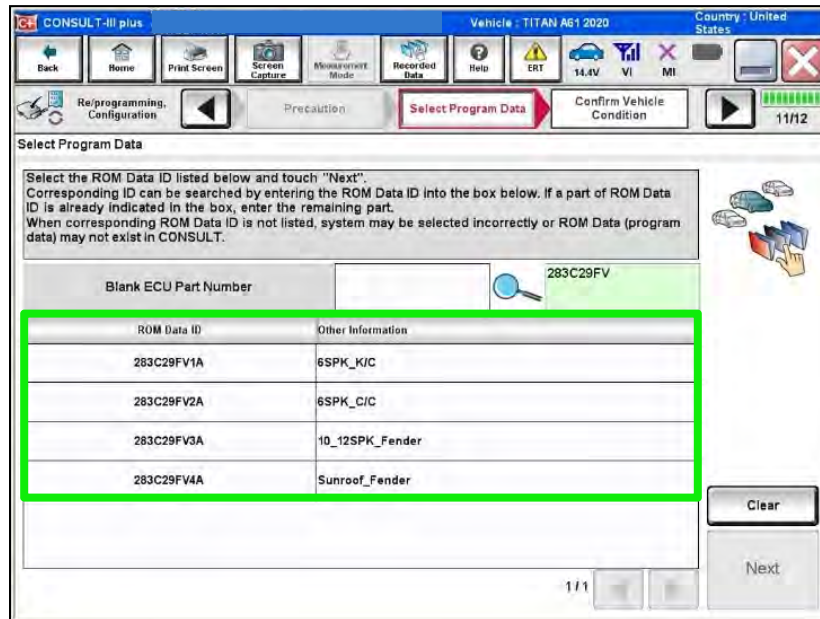 C+ CONSULT-III plus Vehicle : TITAN A61 2020 Country : United States
Back Home Print Screen Screen Capture Measurement Mode Recorded Data Help ERT 14.4V VI MI
Re/programming, Configuration Precaution Select Program Data Confirm Vehicle Condition 11/12
Select Program Data
Select the ROM Data ID listed below and touch "Next".
Corresponding ID can be searched by entering the ROM Data ID into the box below. If a part of ROM Data
ID is already indicated in the box, enter the remaining part.
When corresponding ROM Data ID is not listed, system may be selected incorrectly or ROM Data (program
data) may not exist in CONSULT.
Blank ECU Part Number 283C29FV
ROM Data ID Other Information
283C29FV1A 6SPK_K/C
283C29FV2A 6SPK_C/C
283C29FV3A 10_12SPK_Fender
283C29FV4A Sunroof_Fender
Clear
Next
1/1